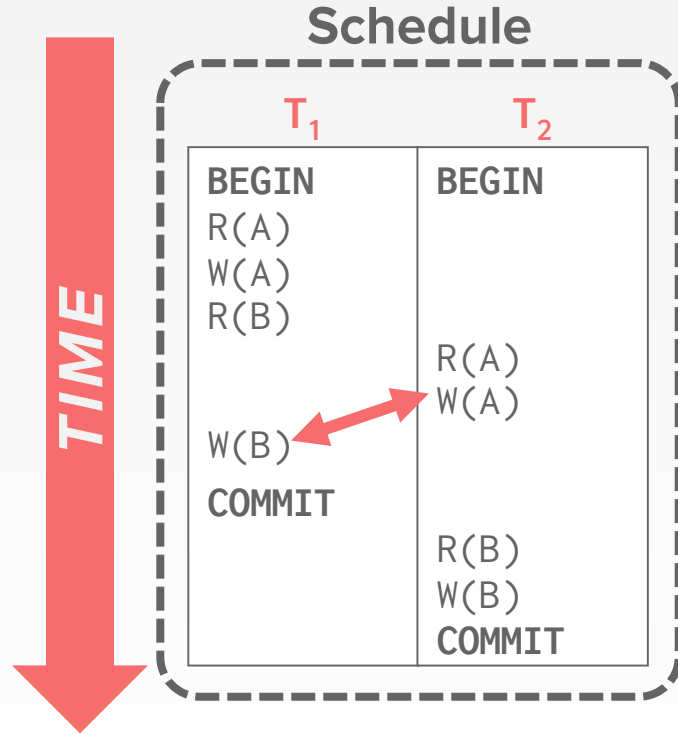 Schedule
TIME
T₁ T₂
BEGIN BEGIN
R(A)
W(A)
R(B)
R(A)
W(A)
W(B)
COMMIT
R(B)
W(B)
COMMIT